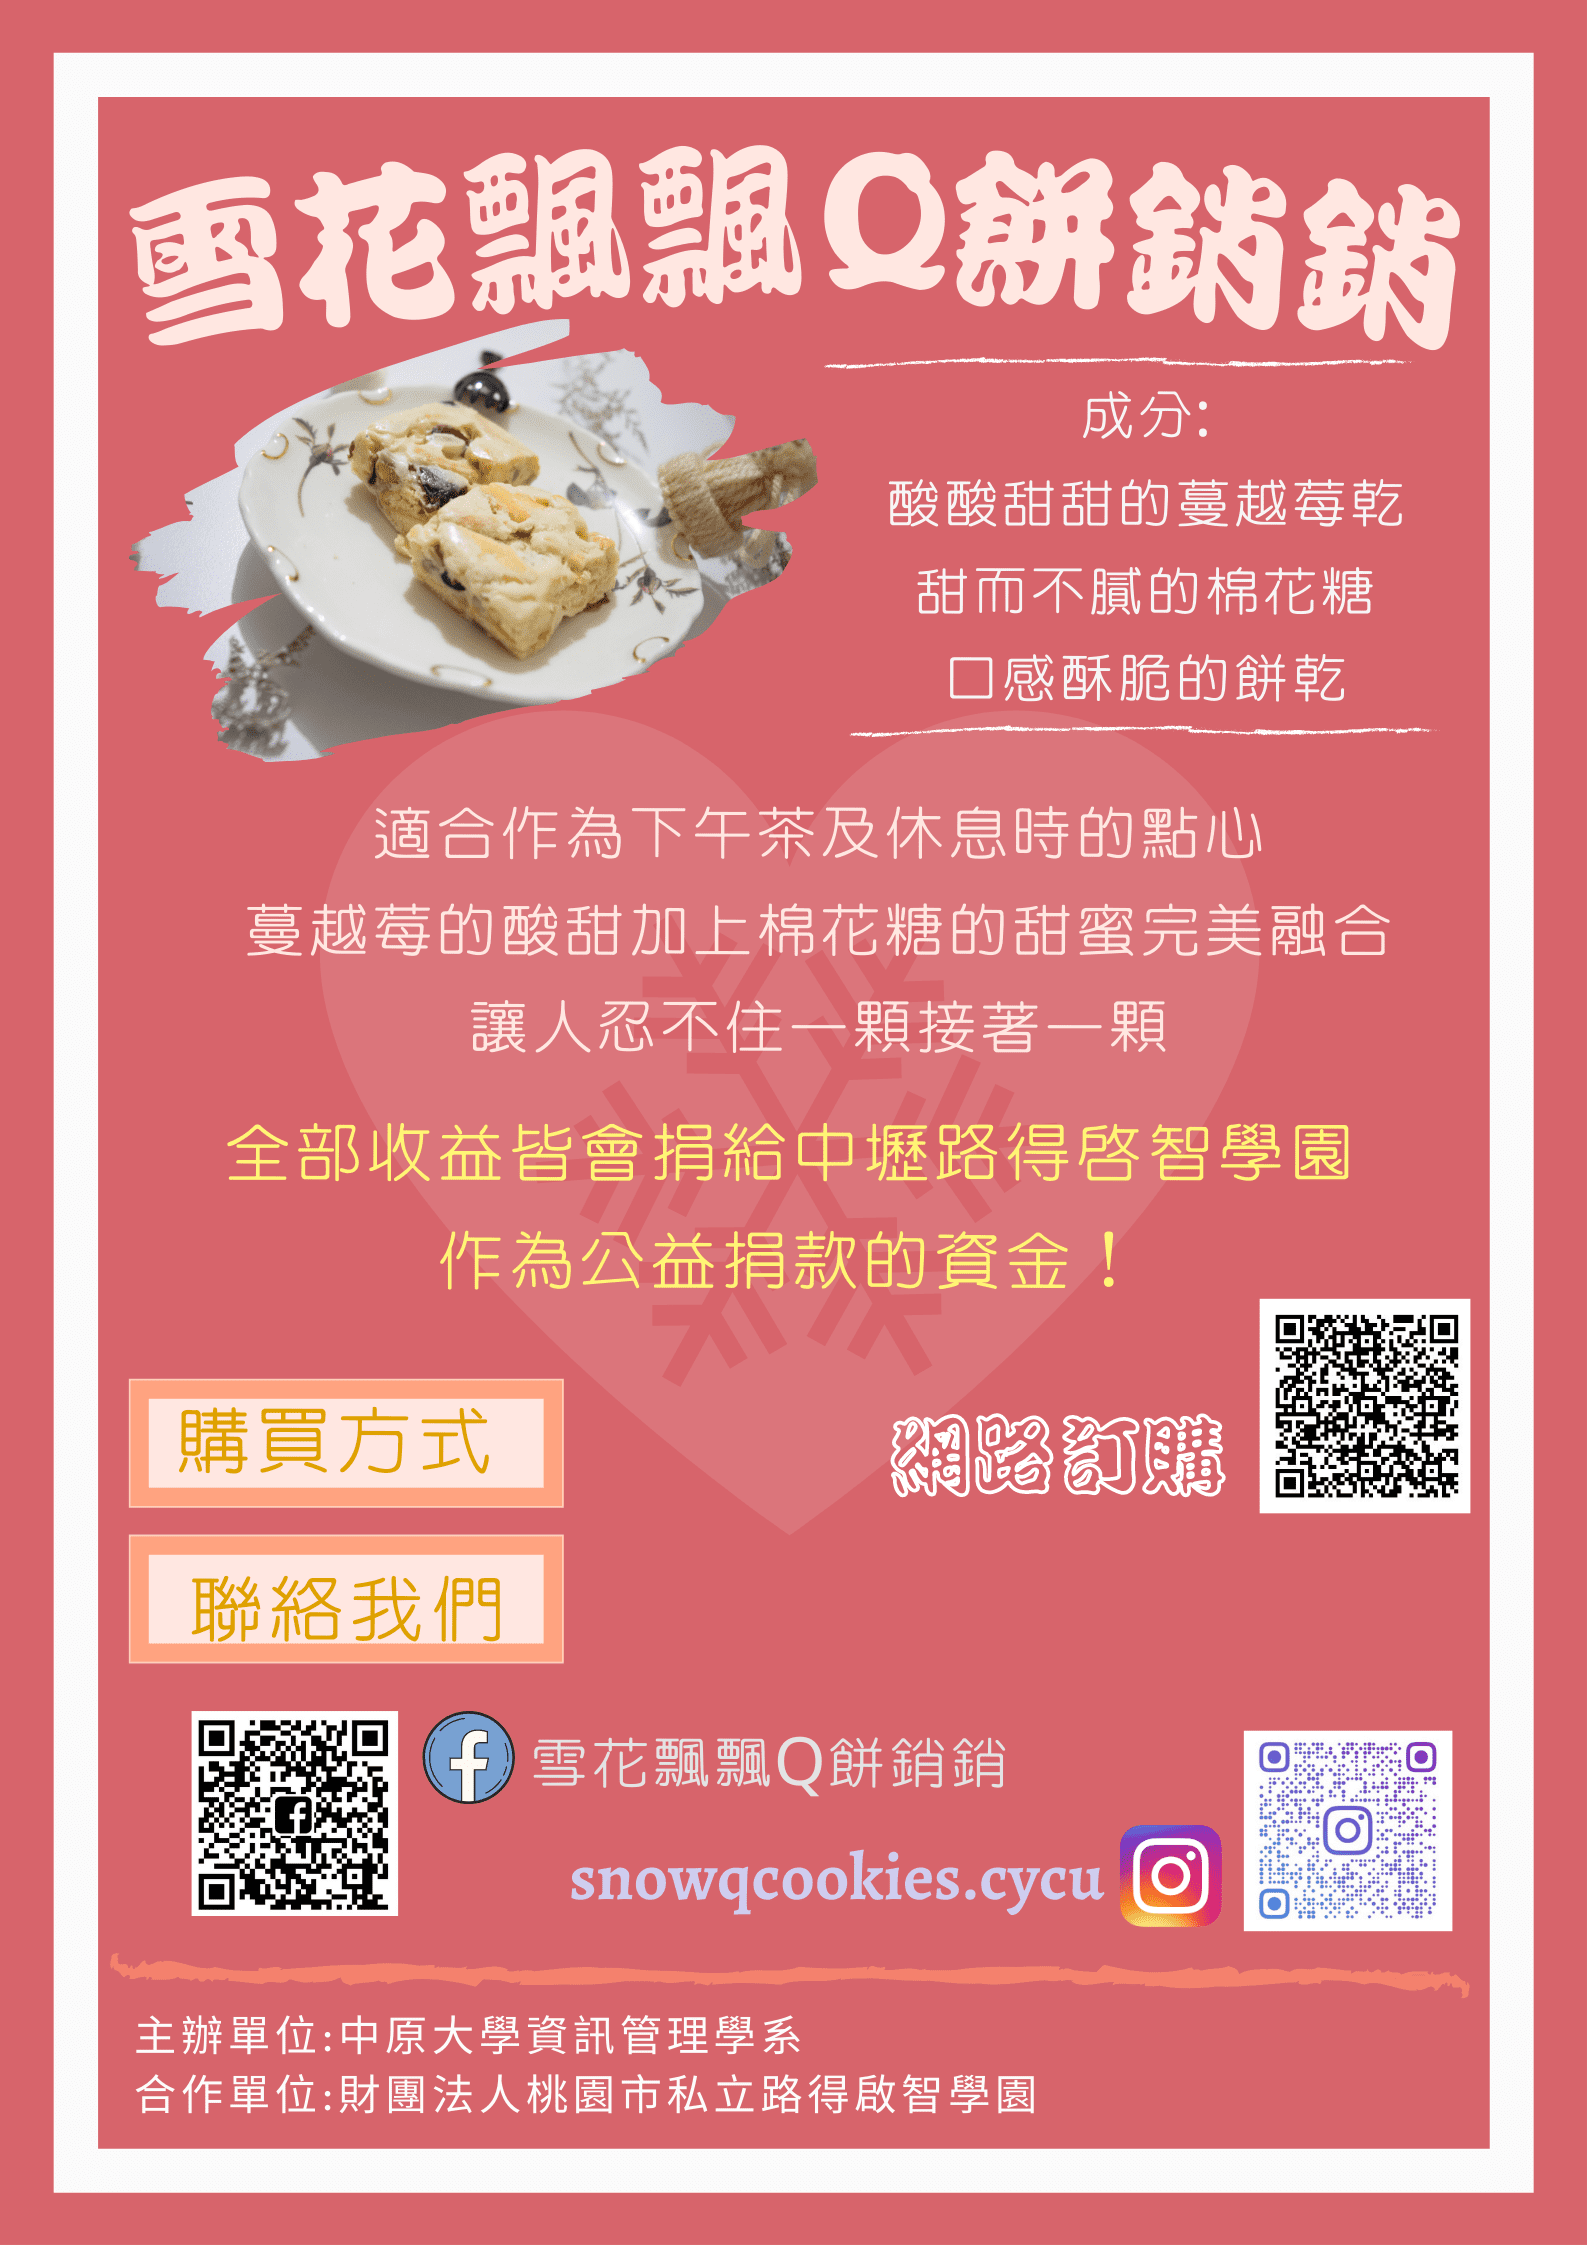 雪花飄飄Q餅銷銷
成分:
酸酸甜甜的蔓越莓乾
甜而不膩的棉花糖
口感酥脆的餅乾
適合作為下午茶及休息時的點心
蔓越莓的酸甜加上棉花糖的甜蜜完美融合
讓人忍不住一顆接著一顆
全部收益皆會捐給中壢路得啓智學園
作為公益捐款的資金！
購買方式
網路訂購
聯絡我們
雪花飄飄Q餅銷銷
snowqcookies.cycu
主辦單位:中原大學資訊管理學系
合作單位:財團法人桃園市私立路得啟智學園